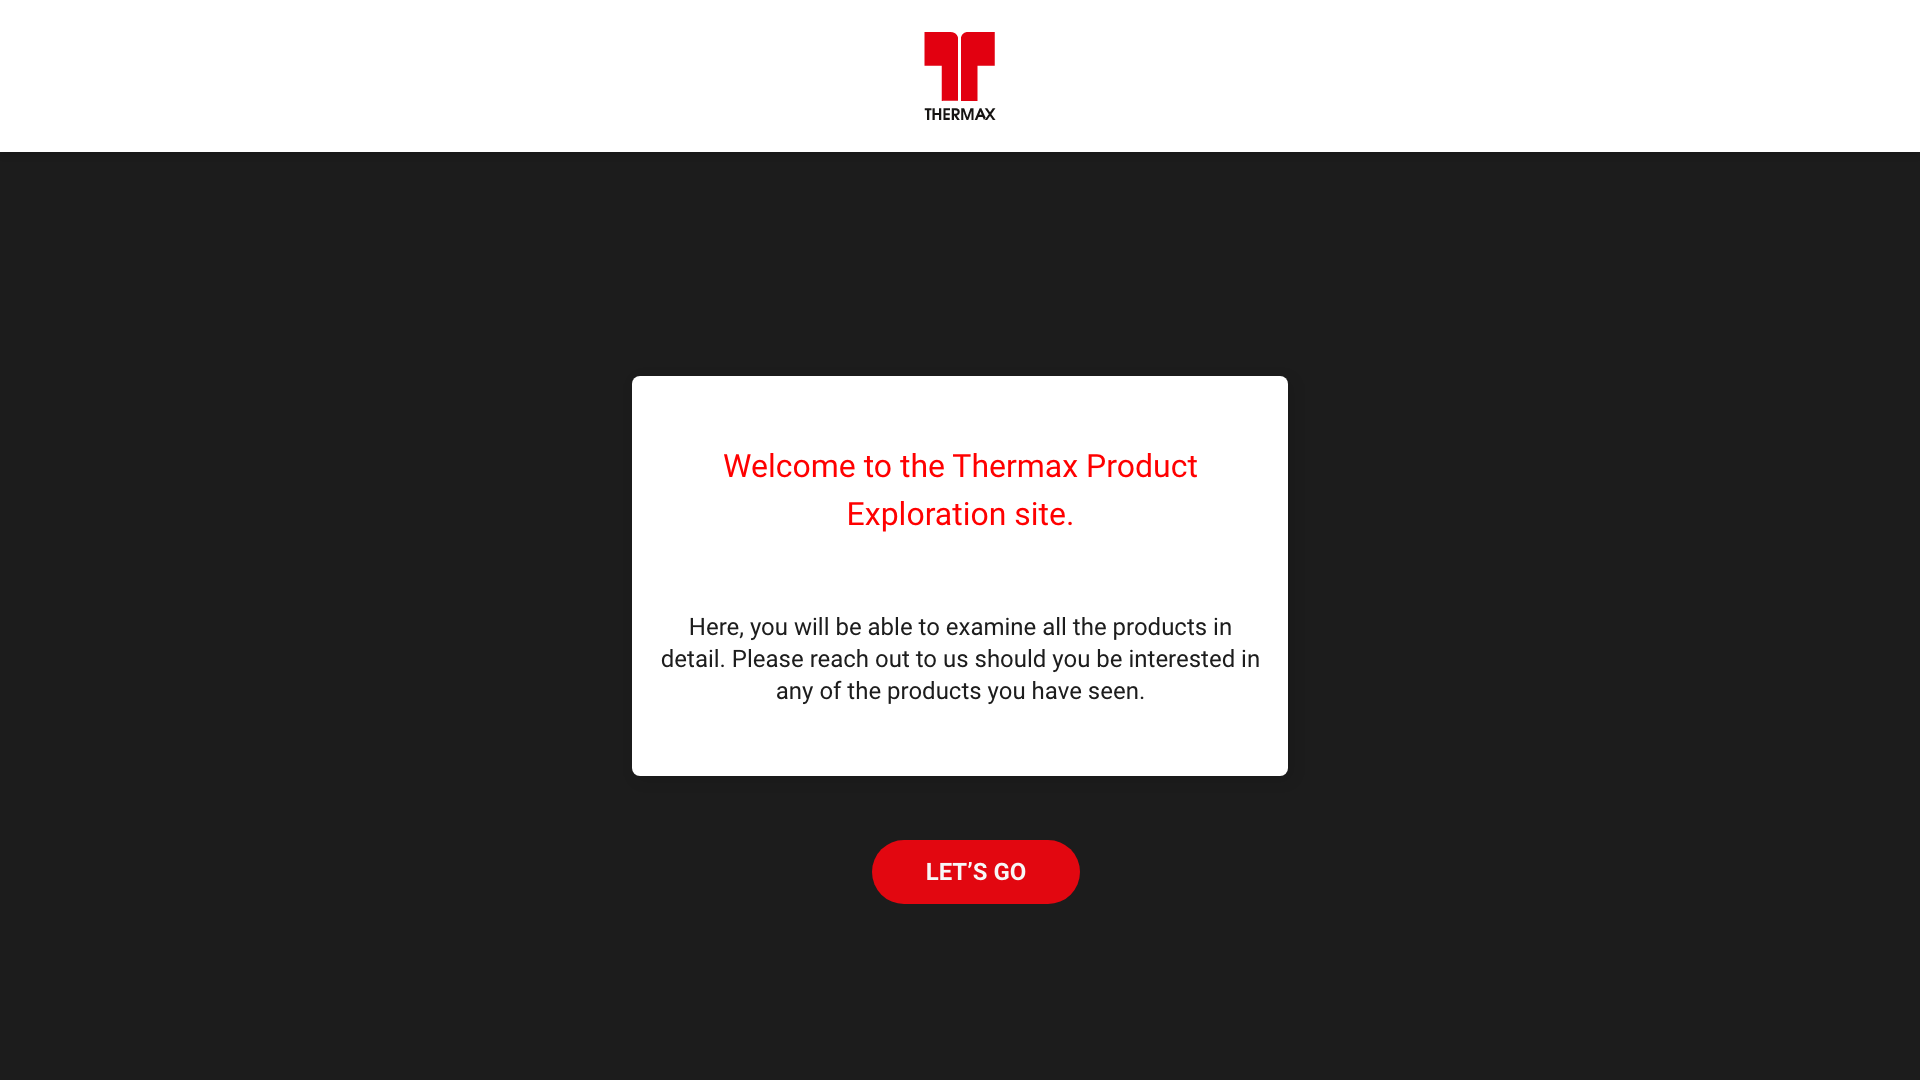 THERMAX
Welcome to the Thermax Product
Exploration site.
Here, you will be able to examine all the products in
detail. Please reach out to us should you be interested in
any of the products you have seen.
LET’S GO